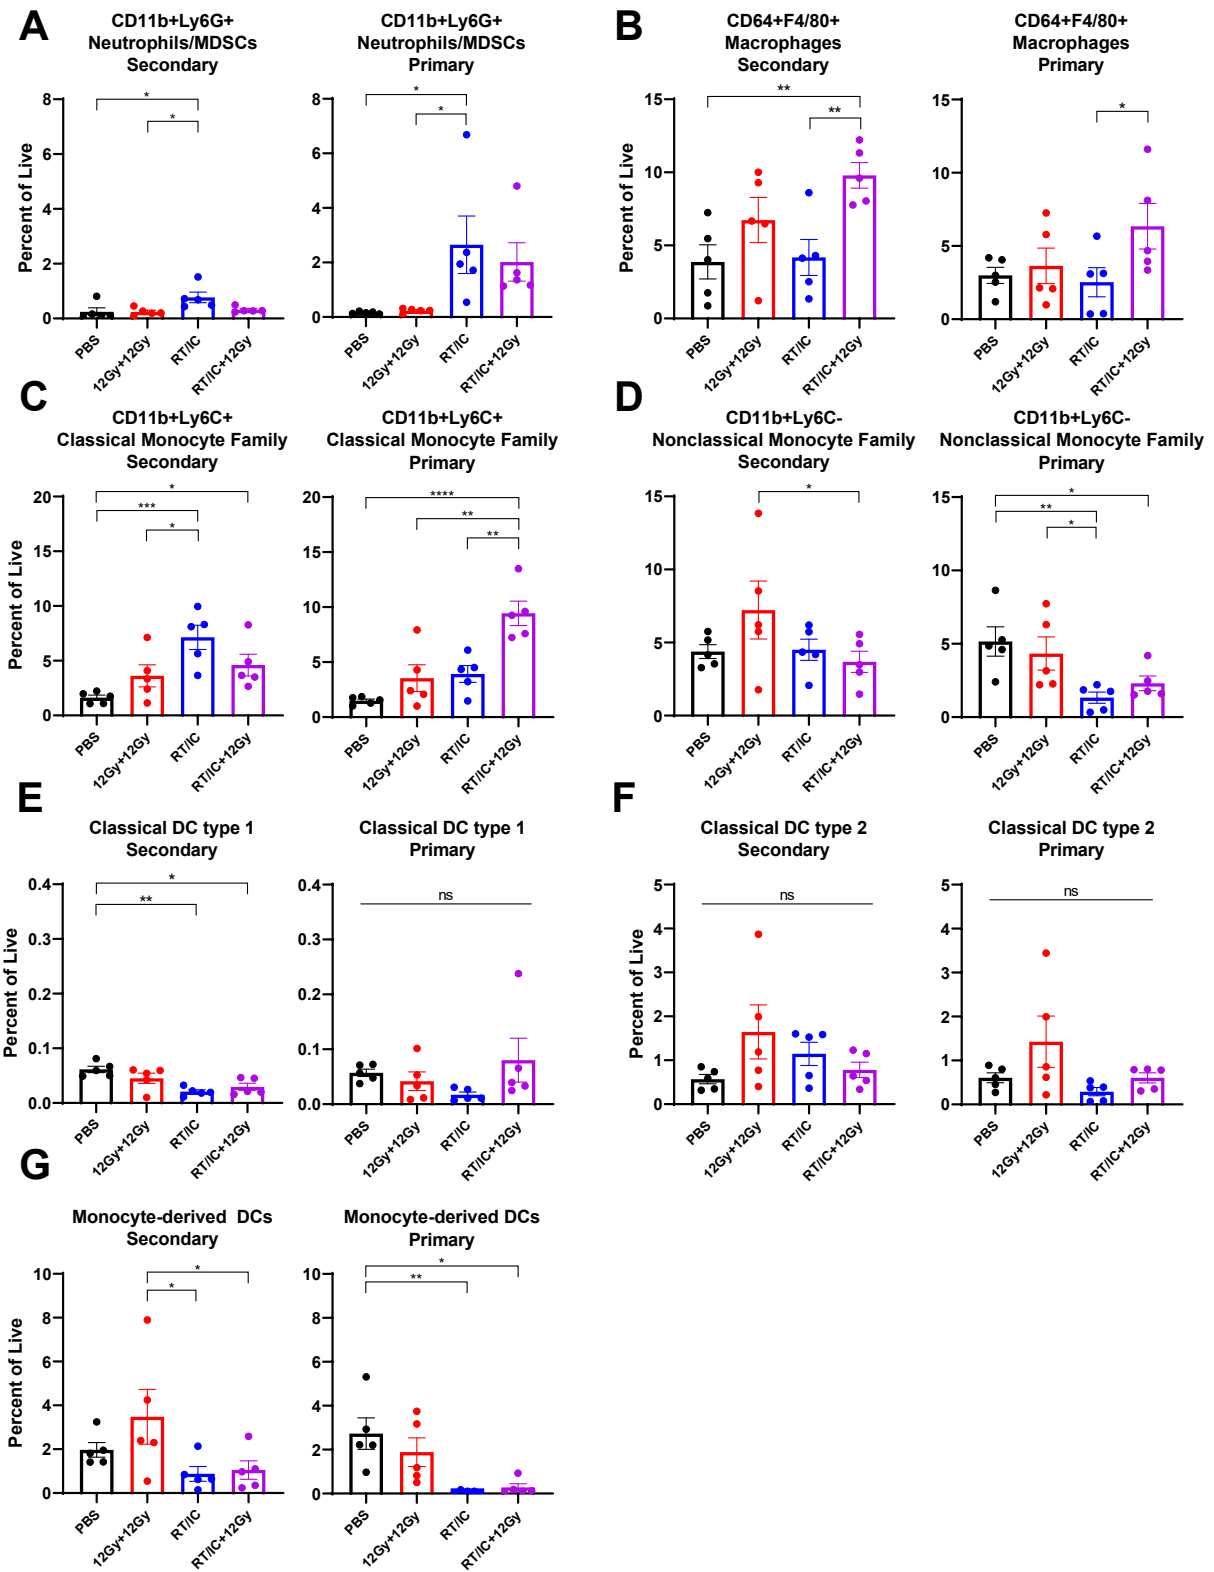 A
CD11b+Ly6G+
Neutrophils/MDSCs
Secondary
Percent of Live
8
6
4
2
0
*
*
PBS
12Gy+12Gy
RT/IC
RT/IC+12Gy
CD11b+Ly6G+
Neutrophils/MDSCs
Primary
8
6
4
2
0
*
*
PBS
12Gy+12Gy
RT/IC
RT/IC+12Gy
B
CD64+F4/80+
Macrophages
Secondary
Percent of Live
15
10
5
0
**
**
PBS
12Gy+12Gy
RT/IC
RT/IC+12Gy
CD64+F4/80+
Macrophages
Primary
15
10
5
0
*
PBS
12Gy+12Gy
RT/IC
RT/IC+12Gy
C
CD11b+Ly6C+
Classical Monocyte Family
Secondary
Percent of Live
20
15
10
5
0
*
***
*
PBS
12Gy+12Gy
RT/IC
RT/IC+12Gy
CD11b+Ly6C+
Classical Monocyte Family
Primary
20
15
10
5
0
****
**
**
PBS
12Gy+12Gy
RT/IC
RT/IC+12Gy
D
CD11b+Ly6C-
Nonclassical Monocyte Family
Secondary
Percent of Live
15
10
5
0
*
PBS
12Gy+12Gy
RT/IC
RT/IC+12Gy
CD11b+Ly6C-
Nonclassical Monocyte Family
Primary
15
10
5
0
*
**
*
PBS
12Gy+12Gy
RT/IC
RT/IC+12Gy
E
Classical DC type 1
Secondary
Percent of Live
0.4
0.3
0.2
0.1
0.0
*
**
PBS
12Gy+12Gy
RT/IC
RT/IC+12Gy
Classical DC type 1
Primary
0.4
0.3
0.2
0.1
0.0
ns
PBS
12Gy+12Gy
RT/IC
RT/IC+12Gy
F
Classical DC type 2
Secondary
Percent of Live
5
4
3
2
1
0
ns
PBS
12Gy+12Gy
RT/IC
RT/IC+12Gy
Classical DC type 2
Primary
5
4
3
2
1
0
ns
PBS
12Gy+12Gy
RT/IC
RT/IC+12Gy
G
Monocyte-derived DCs
Secondary
Percent of Live
10
8
6
4
2
0
*
*
PBS
12Gy+12Gy
RT/IC
RT/IC+12Gy
Monocyte-derived DCs
Primary
10
8
6
4
2
0
*
**
PBS
12Gy+12Gy
RT/IC
RT/IC+12Gy